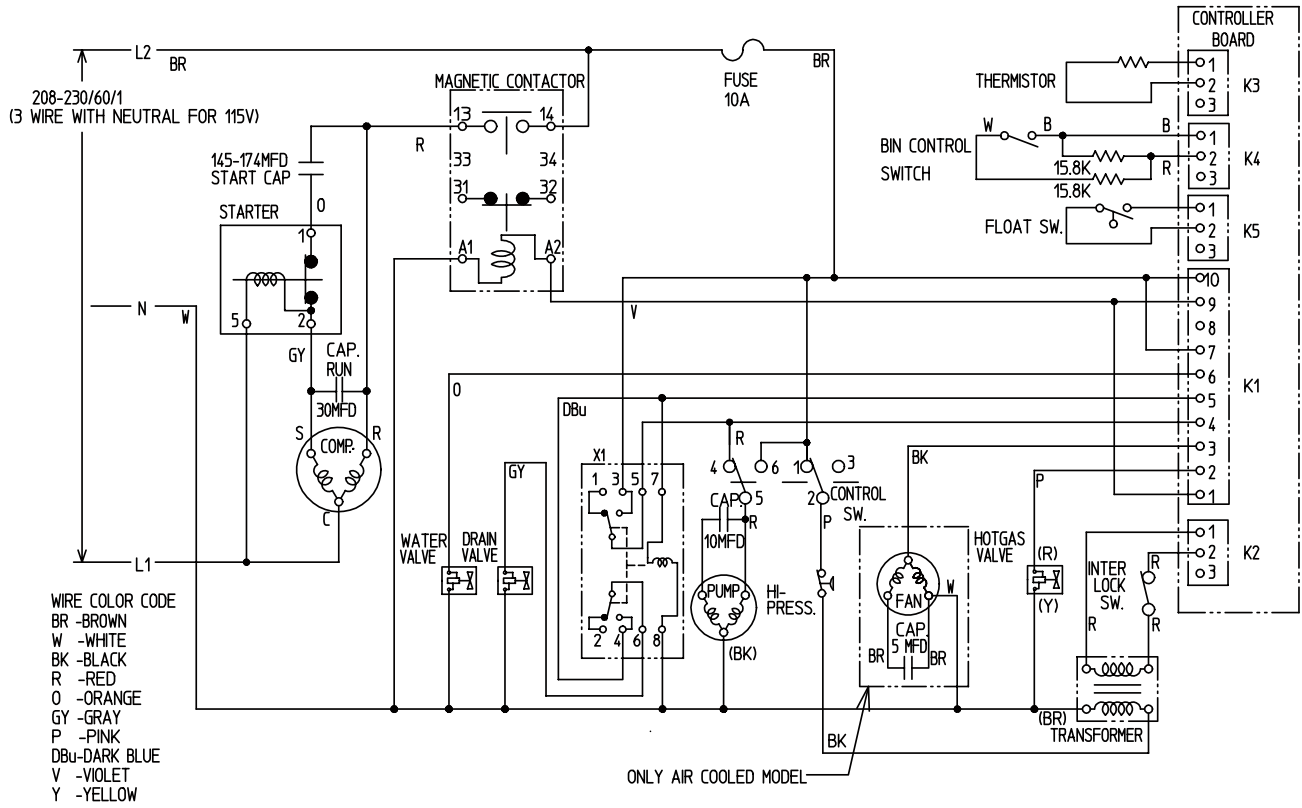 CONTROLLER
BOARD
L2
BR
208-230/60/1
(3 WIRE WITH NEUTRAL FOR 115V)
MAGNETIC CONTACTOR
13
14
33
34
31
32
A1
A2
R
FUSE
10A
BR
THERMISTOR
1
2
3
K3
BIN CONTROL
SWITCH
W
B
B
15.8K
15.8K
R
1
2
3
K4
FLOAT SW.
1
2
3
K5
145-174MFD
START CAP
O
STARTER
1
5
2
GY
CAP.
RUN
30MFD
S
R
COMP.
C
N
W
L1
V
O
DBu
GY
10
9
8
7
6
5
4
3
2
1
K1
X1
1
3
5
7
2
4
6
8
R
4
6
1
3
5
2
CONTROL
SW.
CAP.
10MFD
R
P
PUMP
(BK)
HI-
PRESS.
WATER
VALVE
DRAIN
VALVE
BK
P
FAN
W
CAP.
5 MFD
BR
BR
HOTGAS
VALVE
(R)
(Y)
INTER
LOCK
SW.
R
R
R
1
2
3
K2
(BR)
TRANSFORMER
BK
ONLY AIR COOLED MODEL
WIRE COLOR CODE
BR -BROWN
W -WHITE
BK -BLACK
R -RED
O -ORANGE
GY -GRAY
P -PINK
DBu-DARK BLUE
V -VIOLET
Y -YELLOW